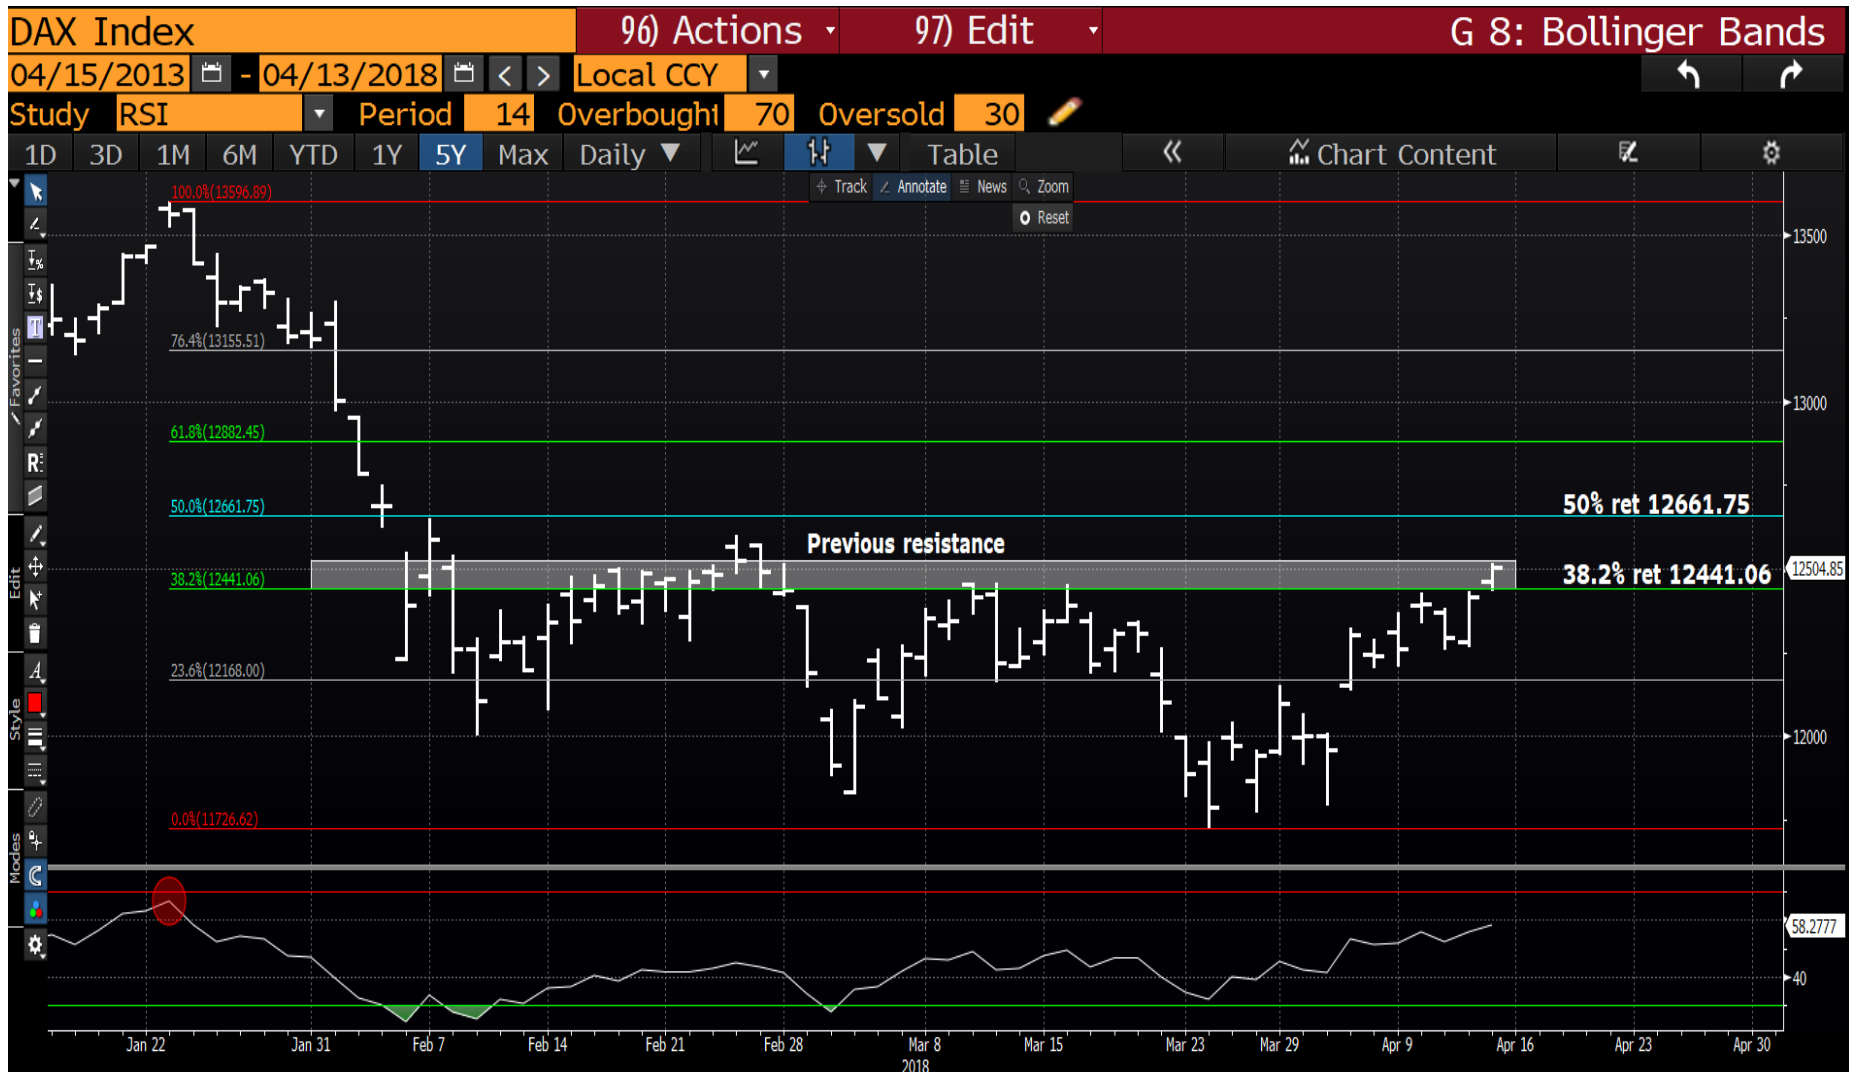 DAX Index 96) Actions 97) Edit G 8: Bollinger Bands
04/15/2013 - 04/13/2018 < > Local CCY
Study RSI Period 14 Overbought 70 Oversold 30
1D 3D 1M 6M YTD 1Y 5Y Max Daily ▼ ▼ Table « Chart Content
Track Annotate News Zoom
Reset
100.0%(13596.89)
13500
76.4%(13155.51)
13000
61.8%(12882.45)
50.0%(12661.75)
50% ret 12661.75
Previous resistance
12504.85
38.2%(12441.06)
38.2% ret 12441.06
23.6%(12168.00)
12000
0.0%(11726.62)
Favorites
Edit
Style
Modes
% 
$
T
R
A
58.2777
40
Jan 22 Jan 31 Feb 7 Feb 14 Feb 21 Feb 28 Mar 8 Mar 15 Mar 23 Mar 29 Apr 9 Apr 16 Apr 23 Apr 30
2018